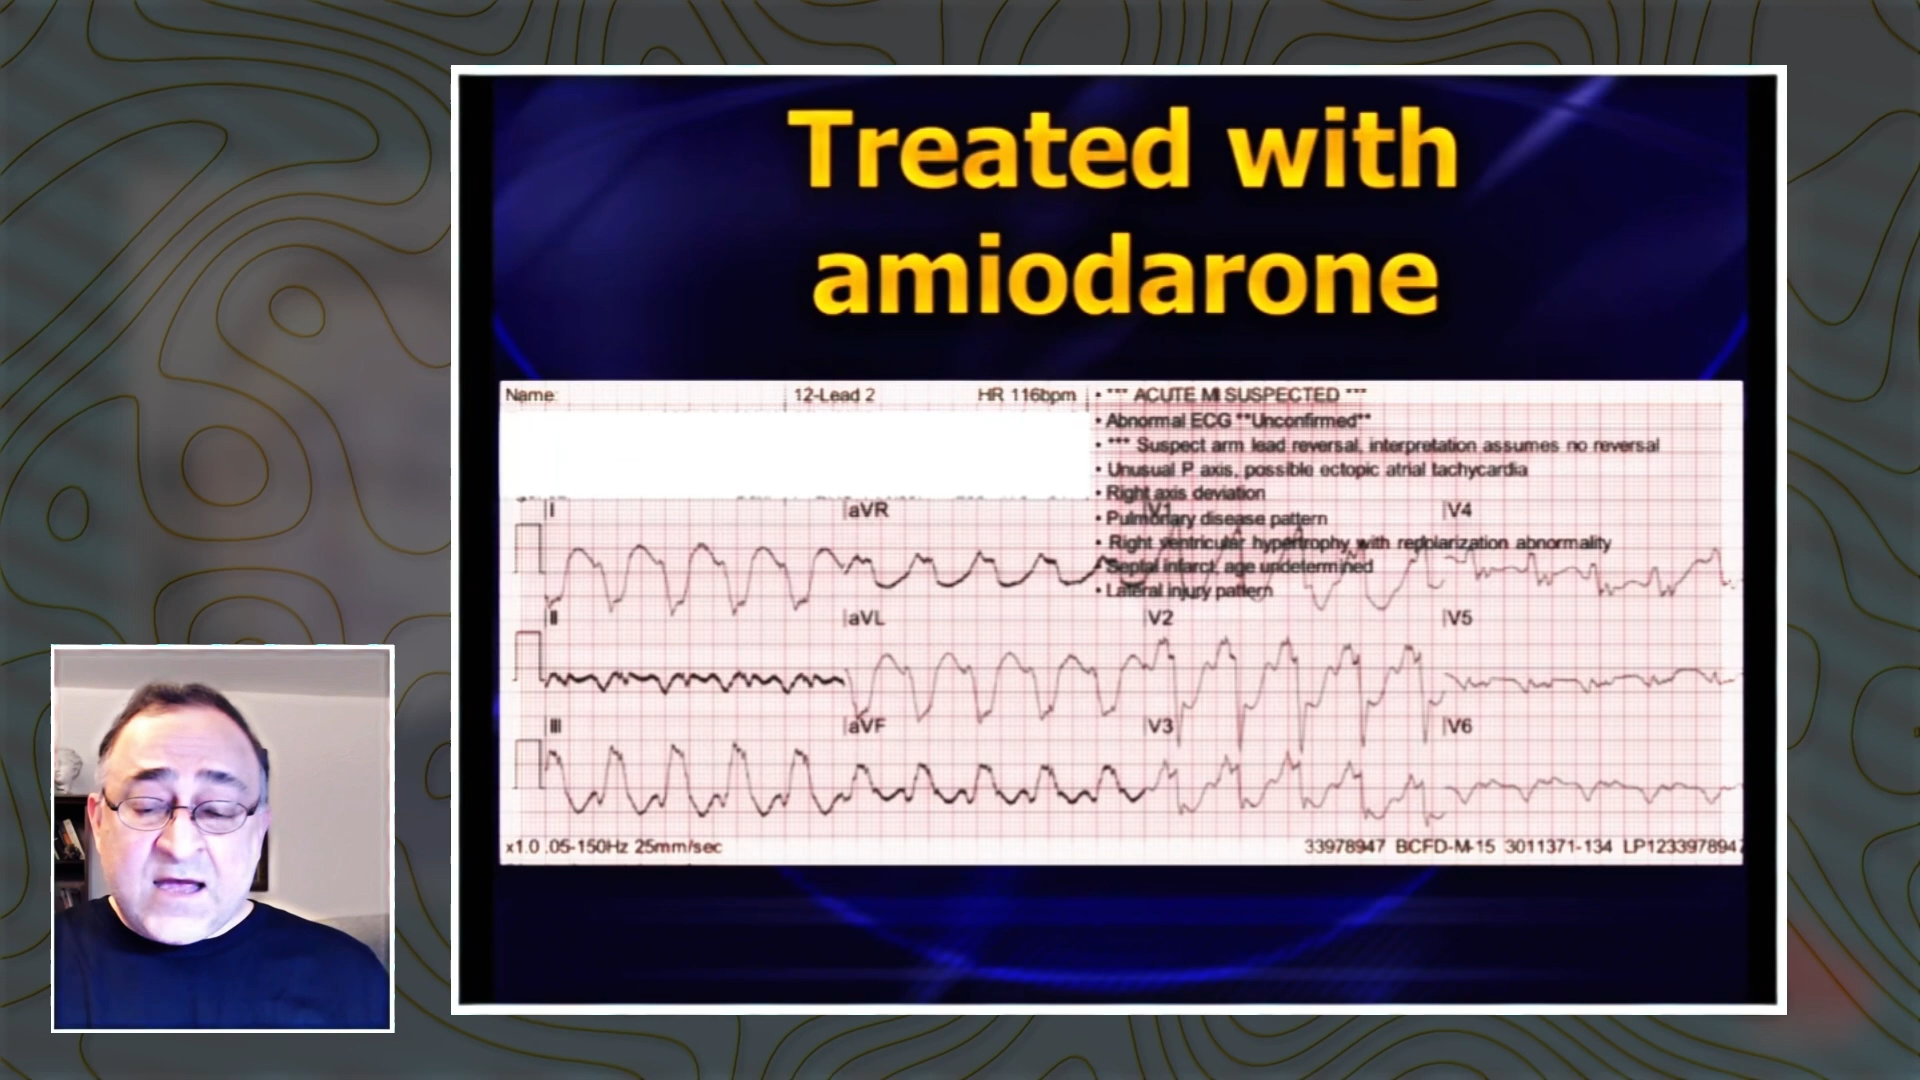 Treated with
amiodarone
Name:
12-Lead 2
HR 116bpm
• *** ACUTE MI SUSPECTED ***
• Abnormal ECG **Unconfirmed**
• *** Suspect arm lead reversal, interpretation assumes no reversal
• Unusual P axis, possible ectopic atrial tachycardia
• Right axis deviation
• Pulmonary disease pattern
• Right ventricular hypertrophy with repolarization abnormality
• Septal infarct, age undetermined
• Lateral injury pattern
I
aVR
V1
V4
II
aVL
V2
V5
III
aVF
V3
V6
x1.0 .05-150Hz 25mm/sec
33978947 BCFD-M-15 3011371-134 LP1233978947